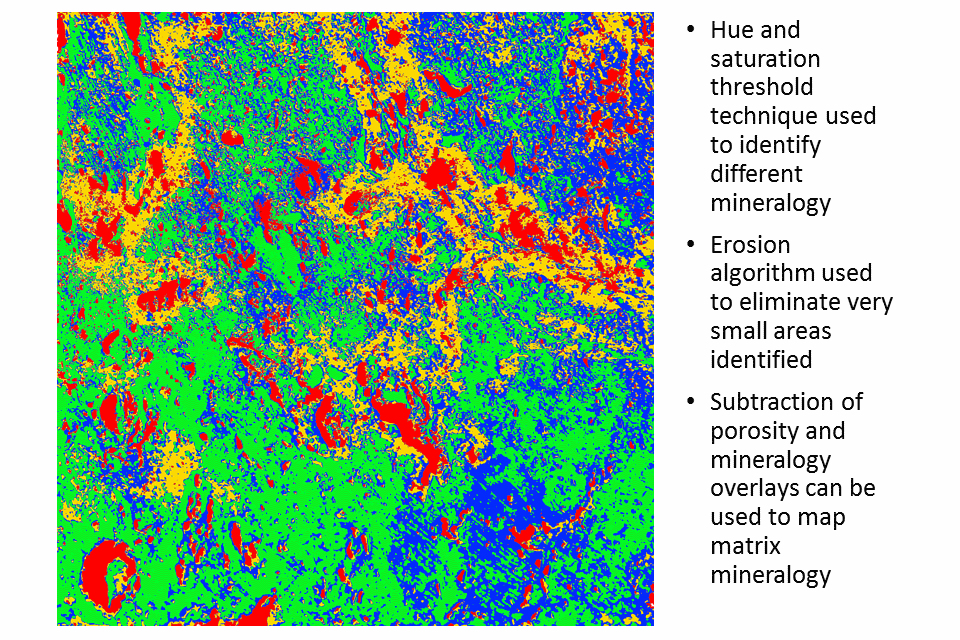 • Hue and
saturation
threshold
technique used
to identify
different
mineralogy
• Erosion
algorithm used
to eliminate very
small areas
identified
• Subtraction of
porosity and
mineralogy
overlays can be
used to map
matrix
mineralogy